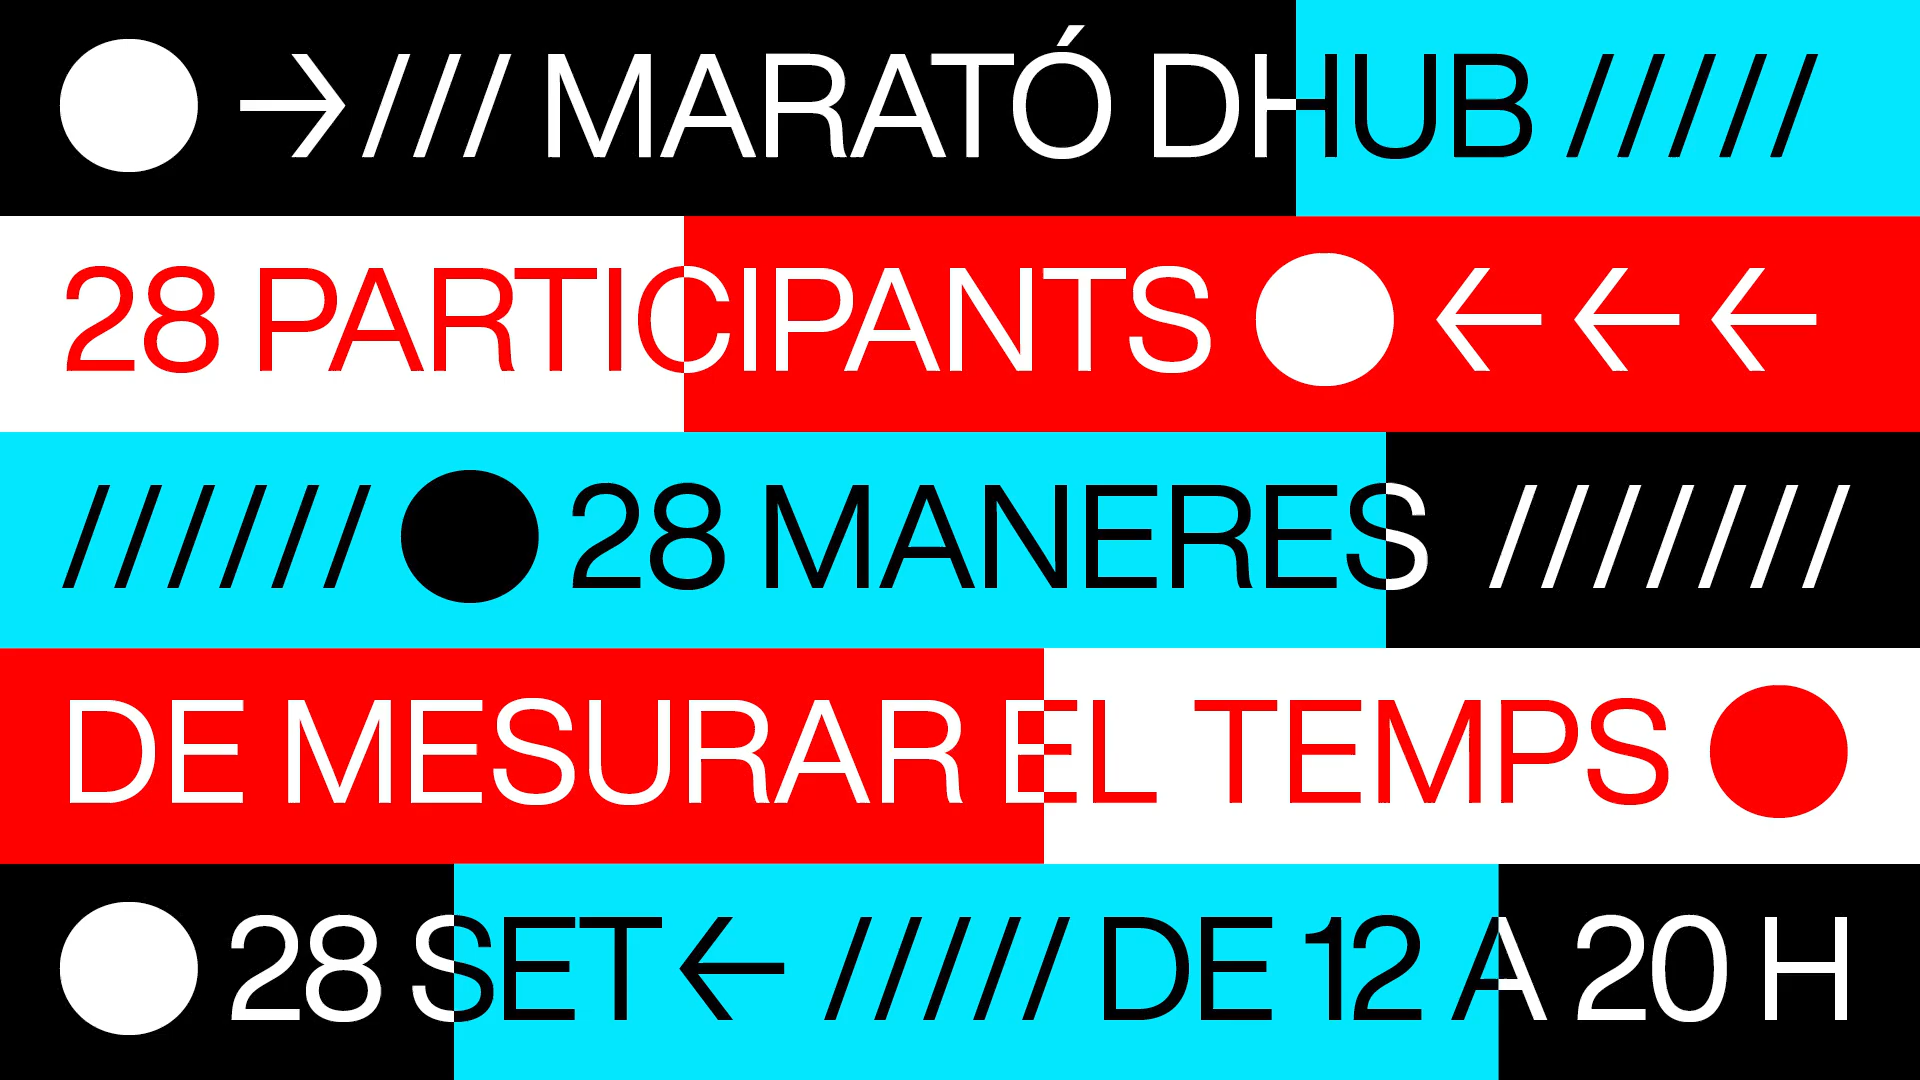 ●→/// MARATÓ DHUB /////
28 PARTICIPANTS ●←←←
//////● 28 MANERES ///////
DE MESURAR EL TEMPS ●
● 28 SET← ///// DE 12 A 20 H